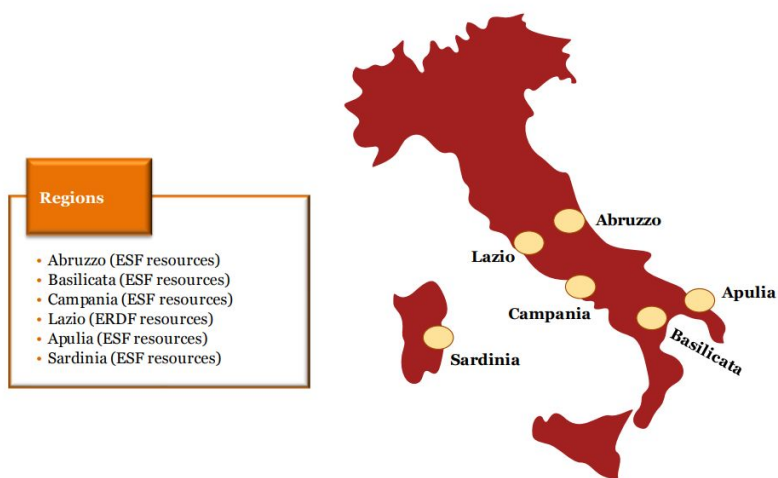 Regions
• Abruzzo (ESF resources)
• Basilicata (ESF resources)
• Campania (ESF resources)
• Lazio (ERDF resources)
• Apulia (ESF resources)
• Sardinia (ESF resources)
Abruzzo
Lazio
Apulia
Campania
Basilicata
Sardinia